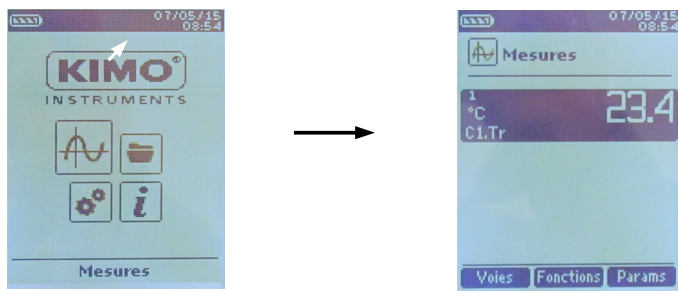 07/05/15
08:54
KIMO®
INSTRUMENTS
i
Mesures
07/05/15
08:54
Mesures
1
°C
23.4
C1.Tr
Voies Fonctions Params